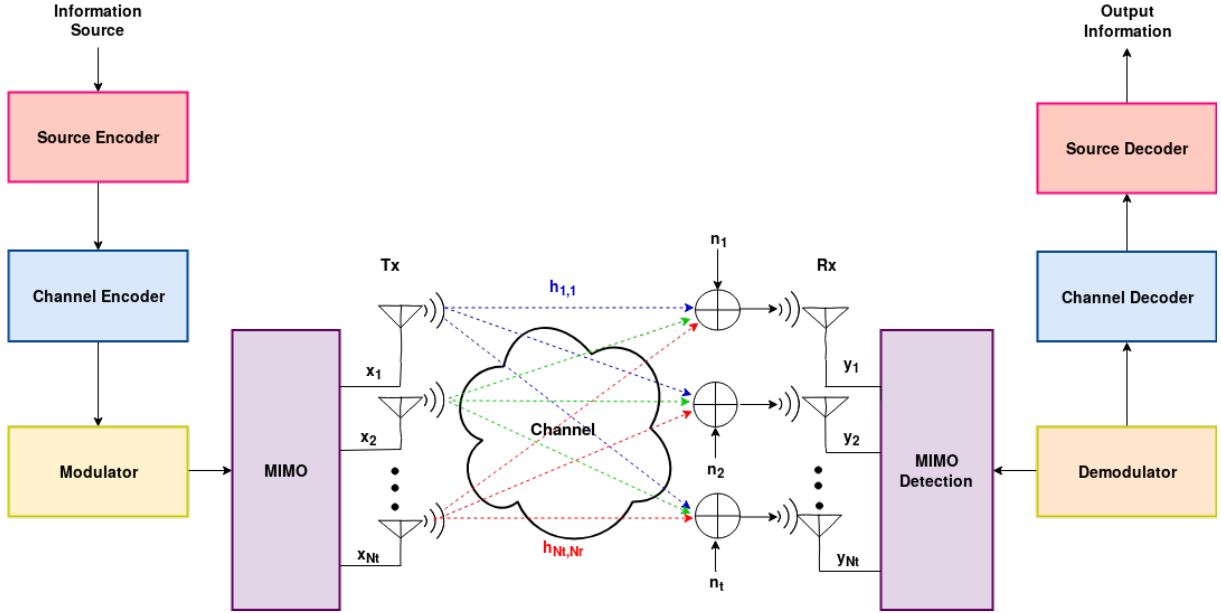 Information
Source
Source Encoder
Channel Encoder
Modulator
MIMO
Tx
x1
x2
xNt
h1,1
Channel
hNt,Nr
n1
n2
nt
Rx
y1
y2
yNt
MIMO
Detection
Output
Information
Source Decoder
Channel Decoder
Demodulator